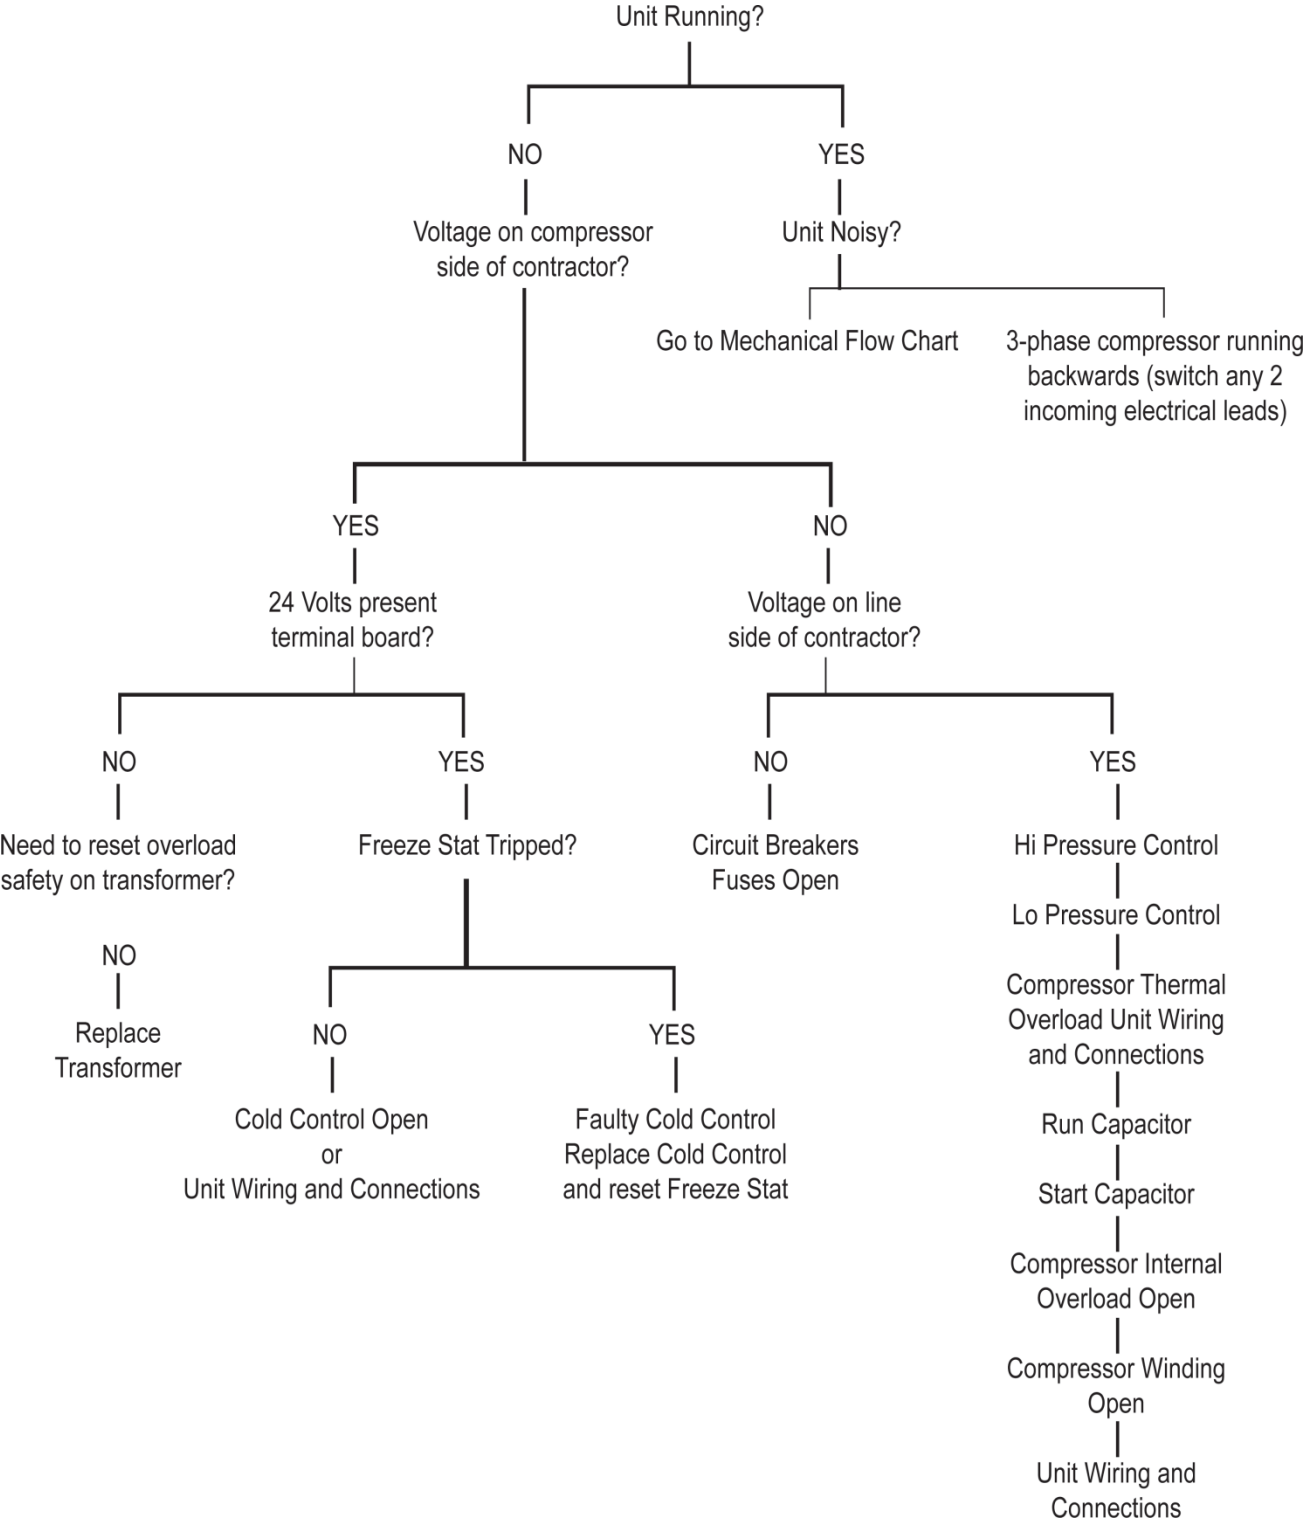 Unit Running?
NO
YES
Voltage on compressor
side of contractor?
Unit Noisy?
Go to Mechanical Flow Chart
3-phase compressor running
backwards (switch any 2
incoming electrical leads)
YES
NO
24 Volts present
terminal board?
Voltage on line
side of contractor?
NO
YES
NO
YES
Need to reset overload
safety on transformer?
Freeze Stat Tripped?
Circuit Breakers
Fuses Open
Hi Pressure Control
Lo Pressure Control
Compressor Thermal
Overload Unit Wiring
and Connections
Run Capacitor
Start Capacitor
Compressor Internal
Overload Open
Compressor Winding
Open
Unit Wiring and
Connections
NO
Replace
Transformer
NO
YES
Cold Control Open
or
Unit Wiring and Connections
Faulty Cold Control
Replace Cold Control
and reset Freeze Stat